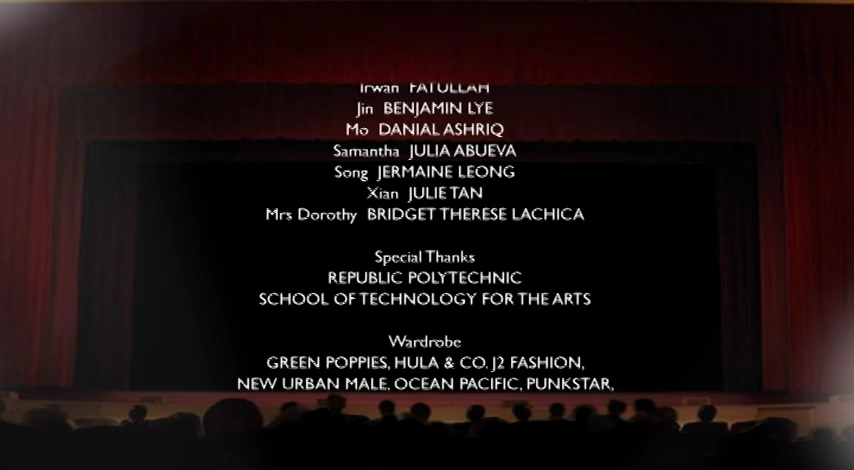 Irwan FATULLAH
Jin BENJAMIN LYE
Mo DANIAL ASHRIQ
Samantha JULIA ABUEVA
Song JERMAINE LEONG
Xian JULIE TAN
Mrs Dorothy BRIDGET THERESE LACHICA
Special Thanks
REPUBLIC POLYTECHNIC
SCHOOL OF TECHNOLOGY FOR THE ARTS
Wardrobe
GREEN POPPIES, HULA & CO. J2 FASHION,
NEW URBAN MALE. OCEAN PACIFIC, PUNKSTAR,